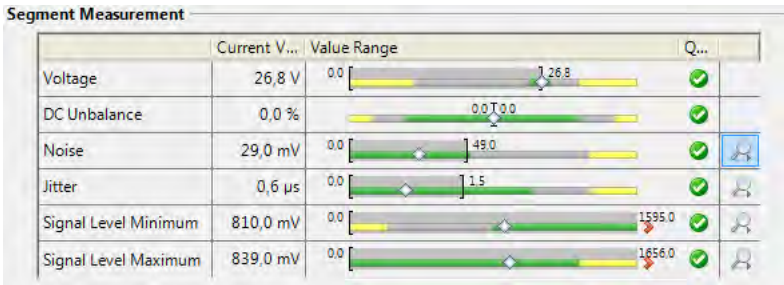 Segment Measurement
Current V... Value Range Q...
Voltage 26,8 V 0.0 26.8
DC Unbalance 0,0 % 0.0 0.0
Noise 29,0 mV 0.0 49.0
Jitter 0,6 µs 0.0 1.5
Signal Level Minimum 810,0 mV 0.0 1595.0
Signal Level Maximum 839,0 mV 0.0 1656.0